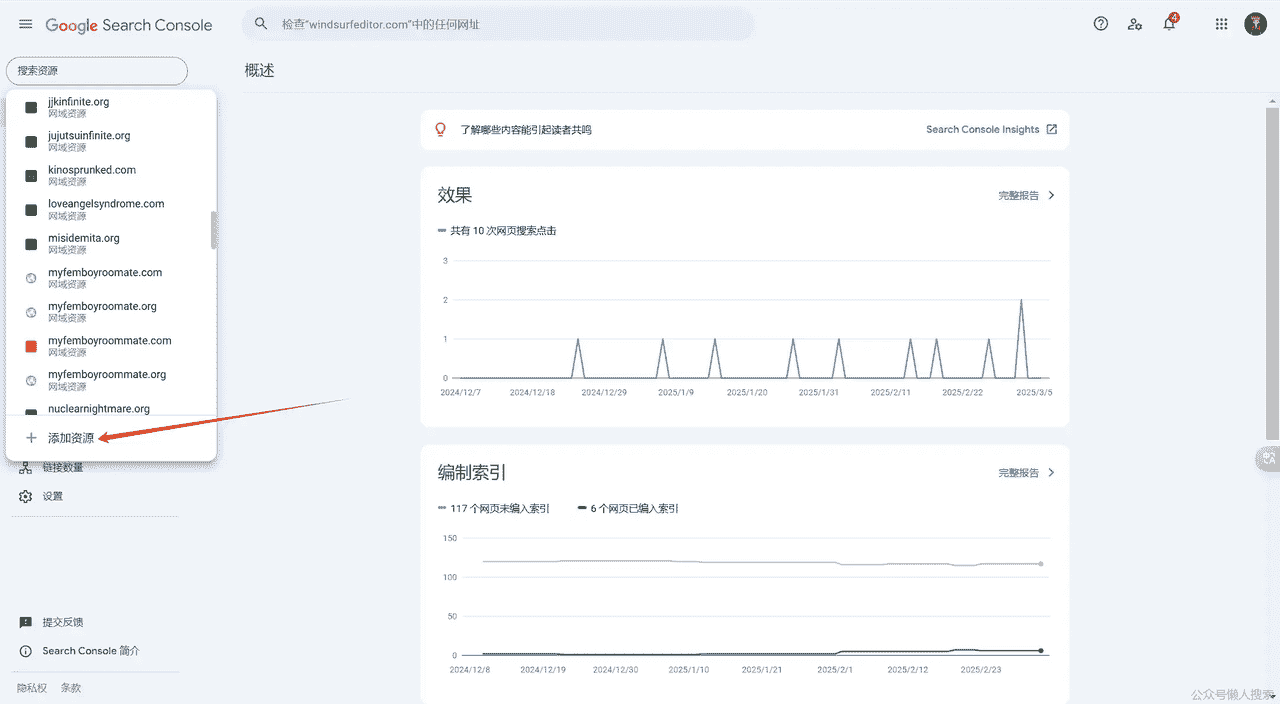 Google Search Console
检查“windsurfeditor.com”中的任何网址
4
搜索资源
jjkinfinite.org
网域资源
jujutsuinfinite.org
网域资源
kinosprunked.com
网域资源
loveangelsyndrome.com
网域资源
misidemita.org
网域资源
myfemboyroomate.com
网域资源
myfemboyroomate.org
网域资源
myfemboyroommate.com
网域资源
myfemboyroommate.org
网域资源
nuclearnightmare.org
添加资源
链接数量
设置
提交反馈
Search Console 简介
隐私权 条款
概述
了解哪些内容能引起读者共鸣
Search Console Insights
效果
完整报告
共有 10 次网页搜索点击
3
2
1
0
2024/12/7 2024/12/18 2024/12/29 2025/1/9 2025/1/20 2025/1/31 2025/2/11 2025/2/22 2025/3/5
编制索引
完整报告
117 个网页未编入索引 6 个网页已编入索引
150
100
50
0
2024/12/8 2024/12/19 2024/12/30 2025/1/10 2025/1/21 2025/2/1 2025/2/12 2025/2/23
公众号懒人搜索